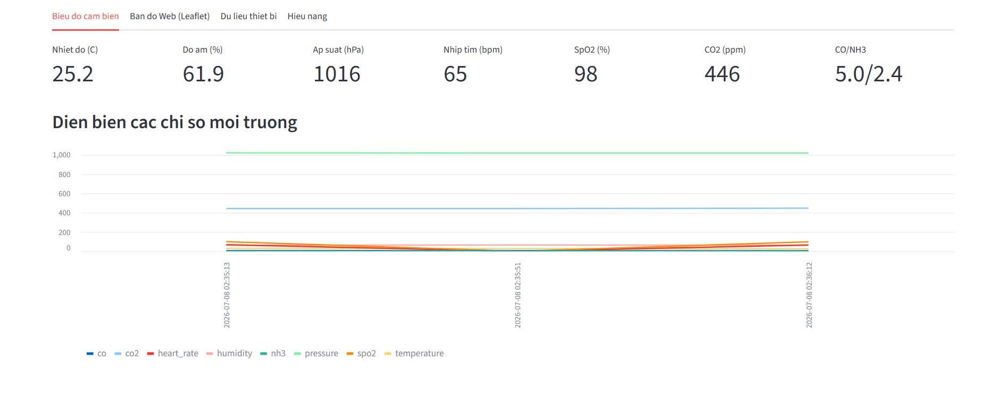 Bieu do cam bien Ban do Web (Leaflet) Du lieu thiet bi Hieu nang
Nhiet do (C) Do am (%) Ap suat (hPa) Nhip tim (bpm) SpO2 (%) CO2 (ppm) CO/NH3
25.2 61.9 1016 65 98 446 5.0/2.4
Dien bien cac chi so moi truong
1,000
800
600
400
200
0
2026-07-08 02:35:13
2026-07-08 02:35:51
2026-07-08 02:36:12
co co2 heart_rate humidity nh3 pressure spo2 temperature